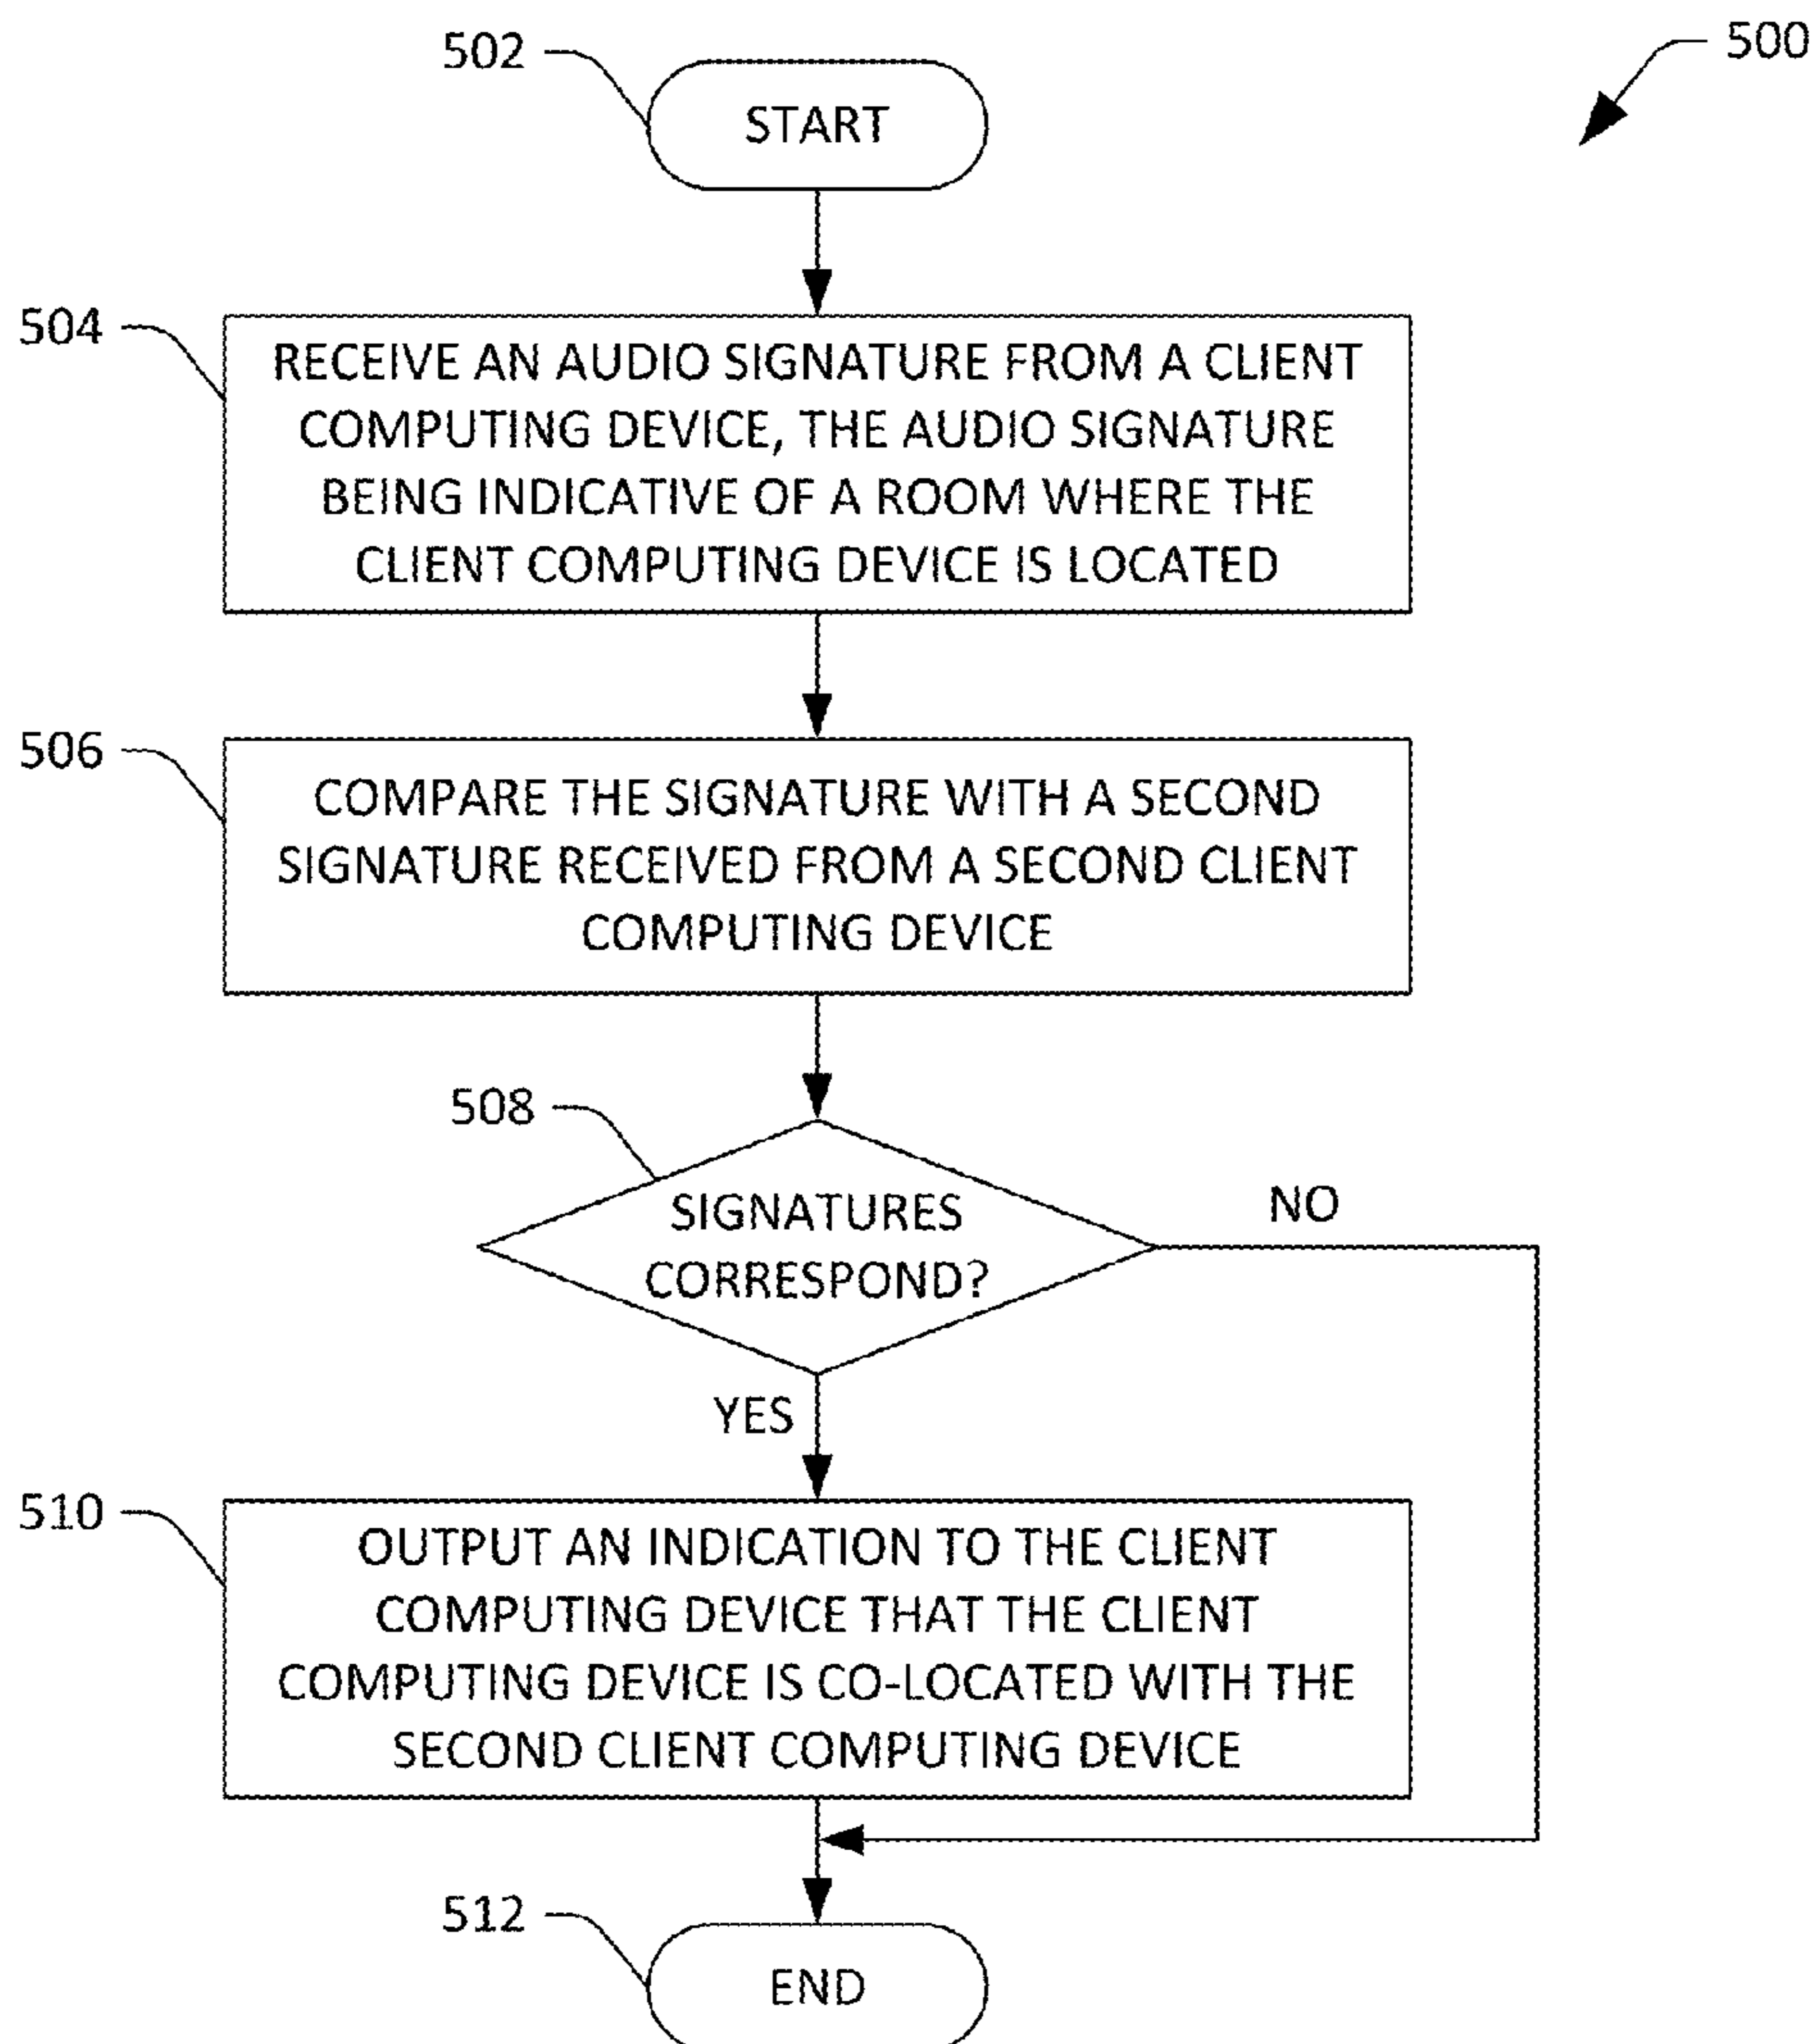 502
500
START
504
RECEIVE AN AUDIO SIGNATURE FROM A CLIENT
COMPUTING DEVICE, THE AUDIO SIGNATURE
BEING INDICATIVE OF A ROOM WHERE THE
CLIENT COMPUTING DEVICE IS LOCATED
506
COMPARE THE SIGNATURE WITH A SECOND
SIGNATURE RECEIVED FROM A SECOND CLIENT
COMPUTING DEVICE
508
SIGNATURES
CORRESPOND?
NO
YES
510
OUTPUT AN INDICATION TO THE CLIENT
COMPUTING DEVICE THAT THE CLIENT
COMPUTING DEVICE IS CO-LOCATED WITH THE
SECOND CLIENT COMPUTING DEVICE
512
END